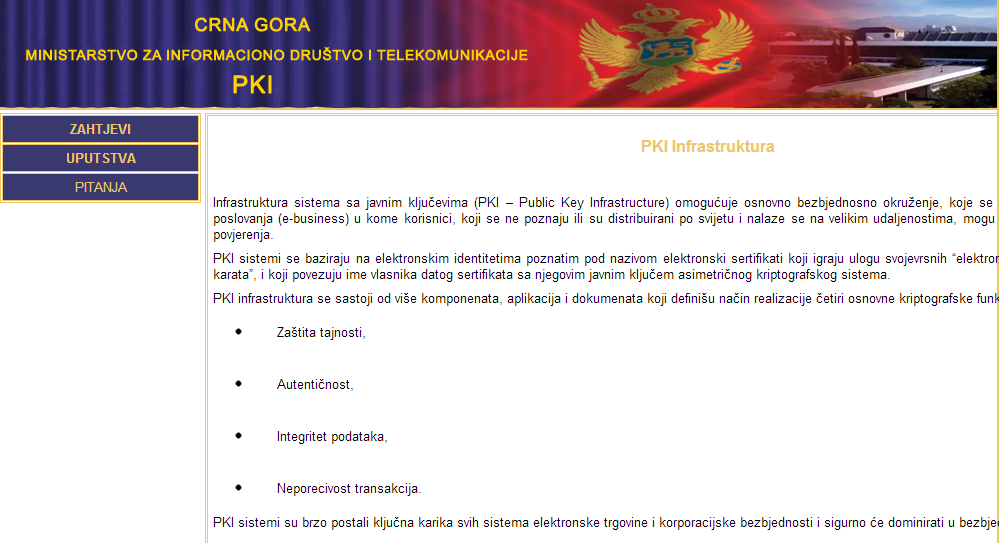 CRNA GORA
MINISTARSTVO ZA INFORMACIONO DRUŠTVO I TELEKOMUNIKACIJE
PKI
ZAHTJEVI
UPUTSTVA
PITANJA
PKI Infrastruktura
Infrastruktura sistema sa javnim ključevima (PKI – Public Key Infrastructure) omogućuje osnovno bezbjednosno okruženje, koje se
poslovanja (e-business) u kome korisnici, koji se ne poznaju ili su distribuirani po svijetu i nalaze se na velikim udaljenostima, mogu
povjerenja.
PKI sistemi se baziraju na elektronskim identitetima poznatim pod nazivom elektronski sertifikati koji igraju ulogu svojevrsnih “elektron
karata”, i koji povezuju ime vlasnika datog sertifikata sa njegovim javnim ključem asimetričnog kriptografskog sistema.
PKI infrastruktura se sastoji od više komponenata, aplikacija i dokumenata koji definišu način realizacije četiri osnovne kriptografske funk
• Zaštita tajnosti,
• Autentičnost,
• Integritet podataka,
• Neporecivost transakcija.
PKI sistemi su brzo postali ključna karika svih sistema elektronske trgovine i korporacijske bezbjednosti i sigurno će dominirati u bezbje